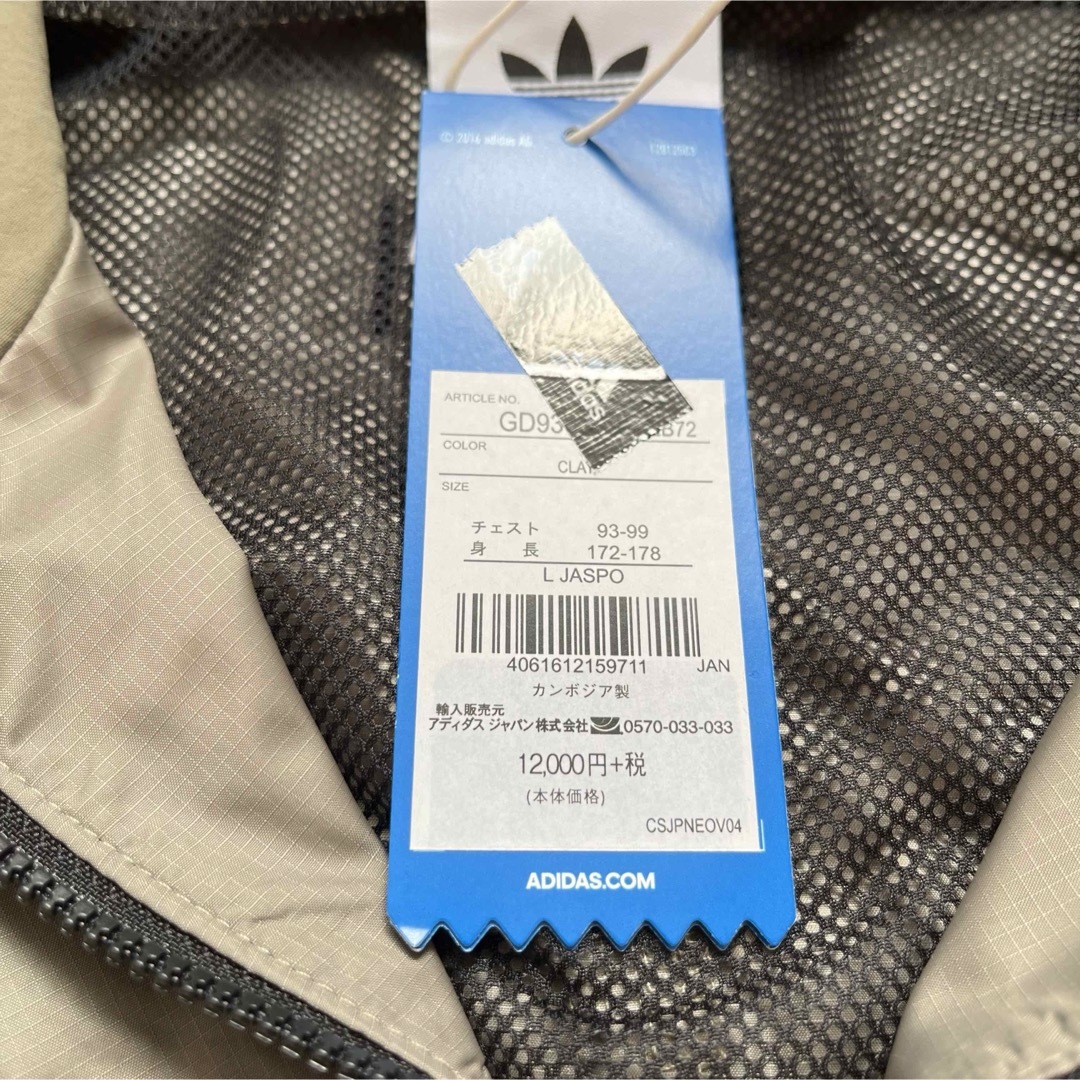 © 2016 adidas AG
ARTICLE NO.
GD93 B72
COLOR
CLAY
SIZE
チェスト 93-99
身 長 172-178
L JASPO
4061612159711 JAN
カンボジア製
輸入販売元
アディダス ジャパン株式会社 0570-033-033
12,000円+税
(本体価格)
CSJPNEOV04
ADIDAS.COM